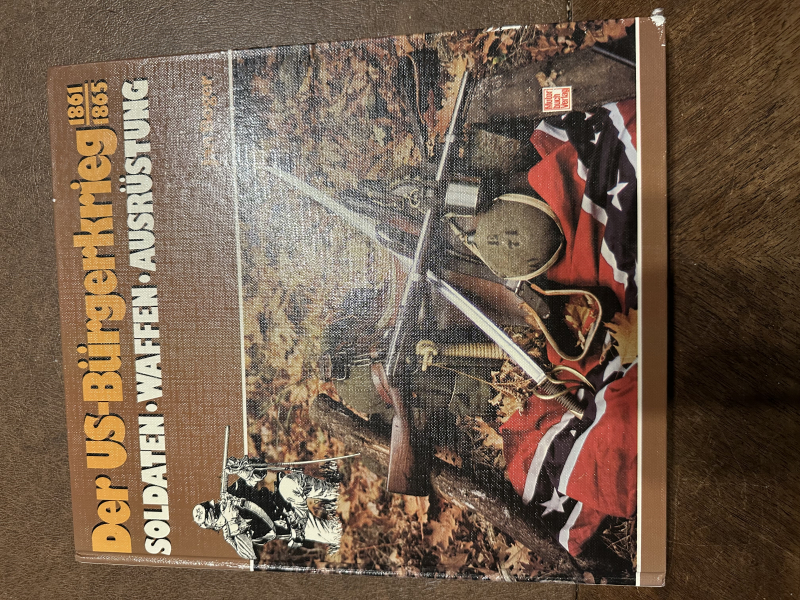 Der US-Bürgerkrieg 1861
1865
SOLDATEN · WAFFEN · AUSRÜSTUNG
Motor
buch
Verlag